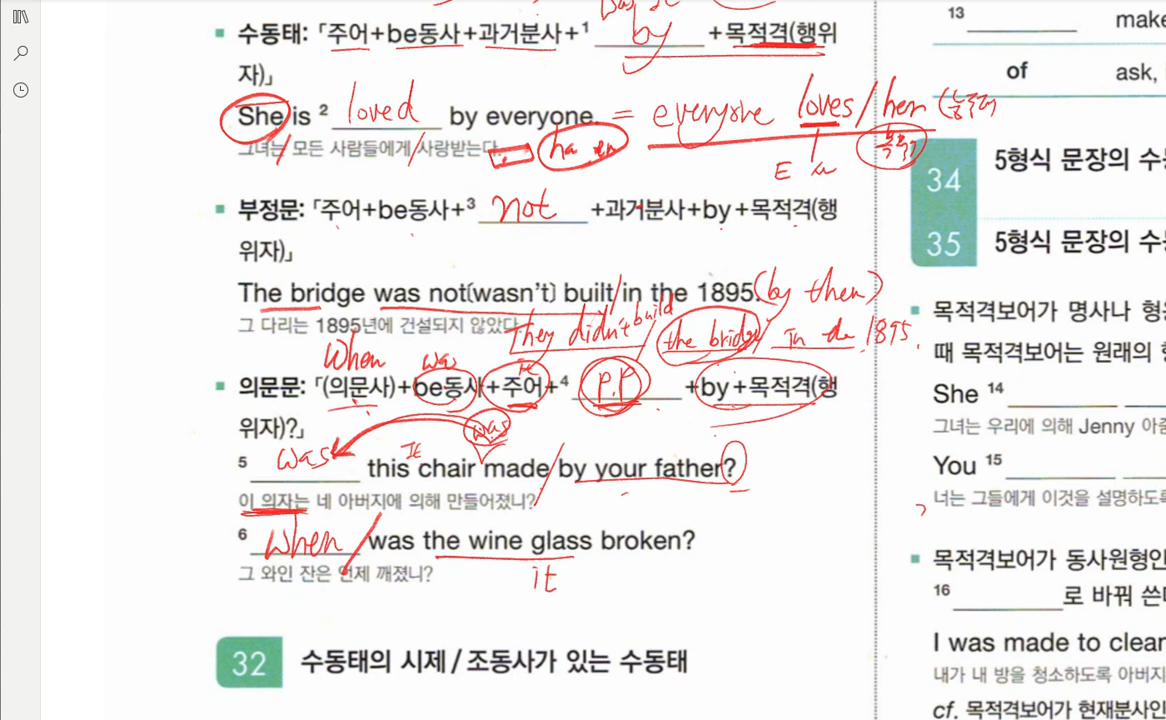 ■ 수동태: 「주어+be동사+과거분사+¹ by +목적격(행위
자)」
She is ² loved by everyone. = everyone loves / her (능동태
그녀는 모든 사람들에게 사랑받는다.
■ 부정문: 「주어+be동사+³ not +과거분사+by+목적격(행
위자)」
The bridge was not(wasn't) built / in the 1895. (by them)
그 다리는 1895년에 건설되지 않았다.
They didn't build the bridge / in the 1895.
When was It
■ 의문문: 「(의문사)+be동사+주어+⁴ P.P +by+목적격(행
위자)?」
was
⁵ was this chair made / by your father?
It
이 의자는 네 아버지에 의해 만들어졌니?
⁶ When / was the wine glass broken?
it
그 와인 잔은 언제 깨졌니?
32 수동태의 시제 / 조동사가 있는 수동태
13 make
of ask,
34 5형식 문장의 수
35 5형식 문장의 수
■ 목적격보어가 명사나 형
때 목적격보어는 원래의
She ¹⁴
그녀는 우리에 의해 Jenny 아
You ¹⁵
너는 그들에게 이것을 설명하도록
■ 목적격보어가 동사원형인
¹⁶ 로 바꿔 쓴
I was made to clear
내가 내 방을 청소하도록 아버지
cf. 목적격보어가 현재분사인